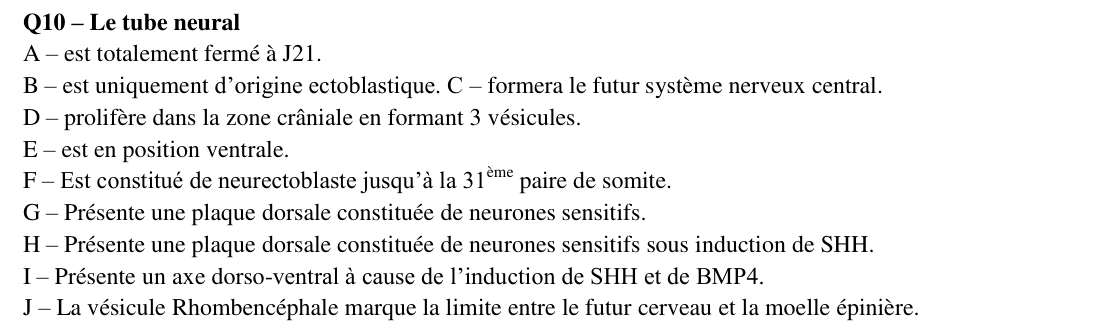 Q10 – Le tube neural
A – est totalement fermé à J21.
B – est uniquement d’origine ectoblastique. C – formera le futur système nerveux central.
D – prolifère dans la zone crâniale en formant 3 vésicules.
E – est en position ventrale.
F – Est constitué de neurectoblaste jusqu’à la 31ème paire de somite.
G – Présente une plaque dorsale constituée de neurones sensitifs.
H – Présente une plaque dorsale constituée de neurones sensitifs sous induction de SHH.
I – Présente un axe dorso-ventral à cause de l’induction de SHH et de BMP4.
J – La vésicule Rhombencéphale marque la limite entre le futur cerveau et la moelle épinière.